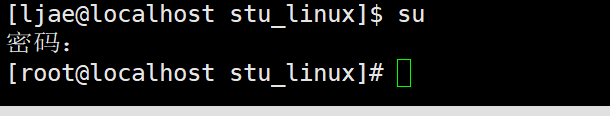 [ljae@localhost stu_linux]$ su
密码：
[root@localhost stu_linux]#